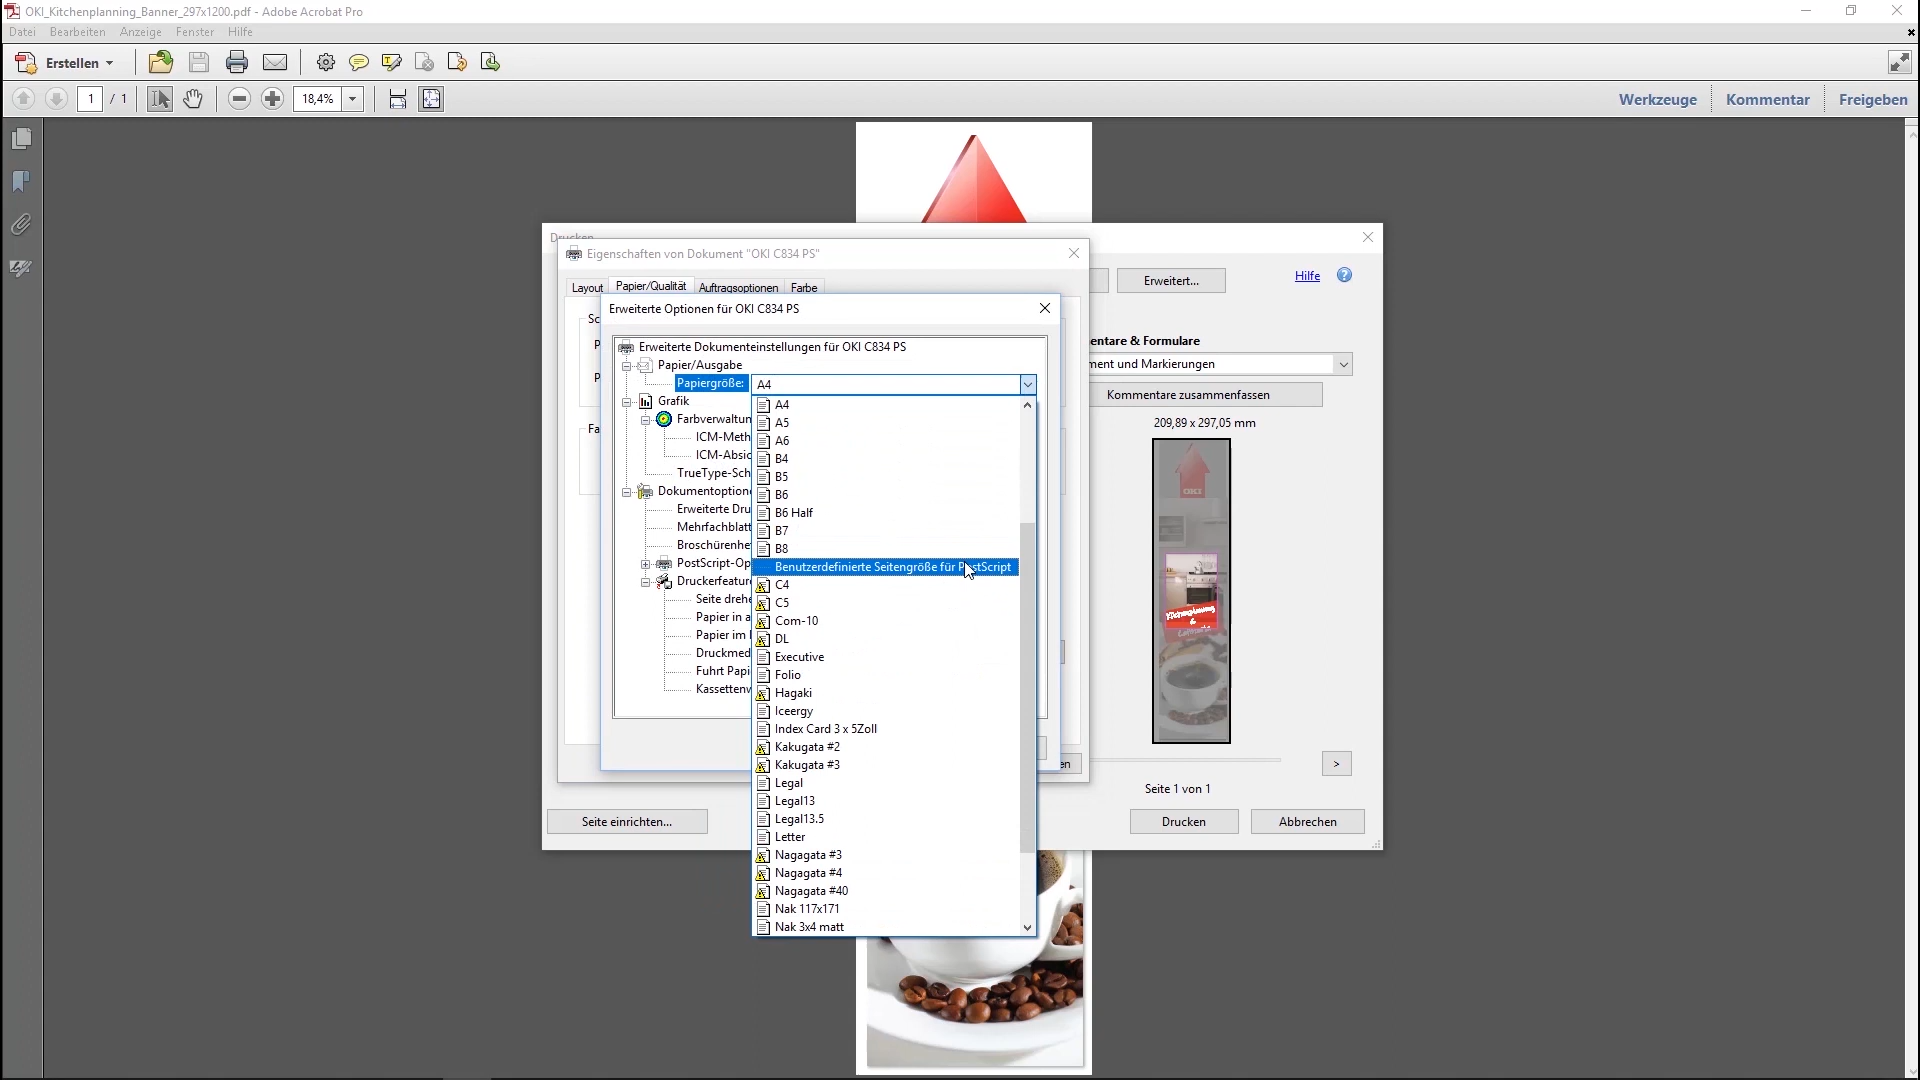 OKI_Kitchenplanning_Banner_297x1200.pdf - Adobe Acrobat Pro
Datei Bearbeiten Anzeige Fenster Hilfe
Erstellen
1 / 1 18,4% Werkzeuge Kommentar Freigeben
Drucken
Eigenschaften von Dokument "OKI C834 PS"
Erweitert... Hilfe
Layout Papier/Qualität Auftragsoptionen Farbe
Erweiterte Optionen für OKI C834 PS
Sc
entare & Formulare
P
Erweiterte Dokumenteinstellungen für OKI C834 PS
Papier/Ausgabe
ment und Markierungen
P
Papiergröße: A4
Kommentare zusammenfassen
Grafik
A4
Farbverwaltun
A5
209,89 x 297,05 mm
Fa
ICM-Meth
A6
ICM-Absic
B4
TrueType-Sch
B5
Dokumentoption
B6
OKI
Erweiterte Dru
B6 Half
Mehrfachblatt
B7
Broschürenhe
B8
PostScript-Op
Benutzerdefinierte Seitengröße für PostScript
Druckerfeature
C4
Seite drehe
C5
Papier in a
Com-10
Kitchenplanning
&
Papier im
DL
Druckmed
Executive
Fuhrt Papi
Folio
Kassettenv
Hagaki
Iceergy
Index Card 3 x 5Zoll
Kakugata #2
Kakugata #3
en
>
Legal
Seite 1 von 1
Legal13
Legal13.5
Seite einrichten... Drucken Abbrechen
Letter
Nagagata #3
Nagagata #4
Nagagata #40
Nak 117x171
Nak 3x4 matt